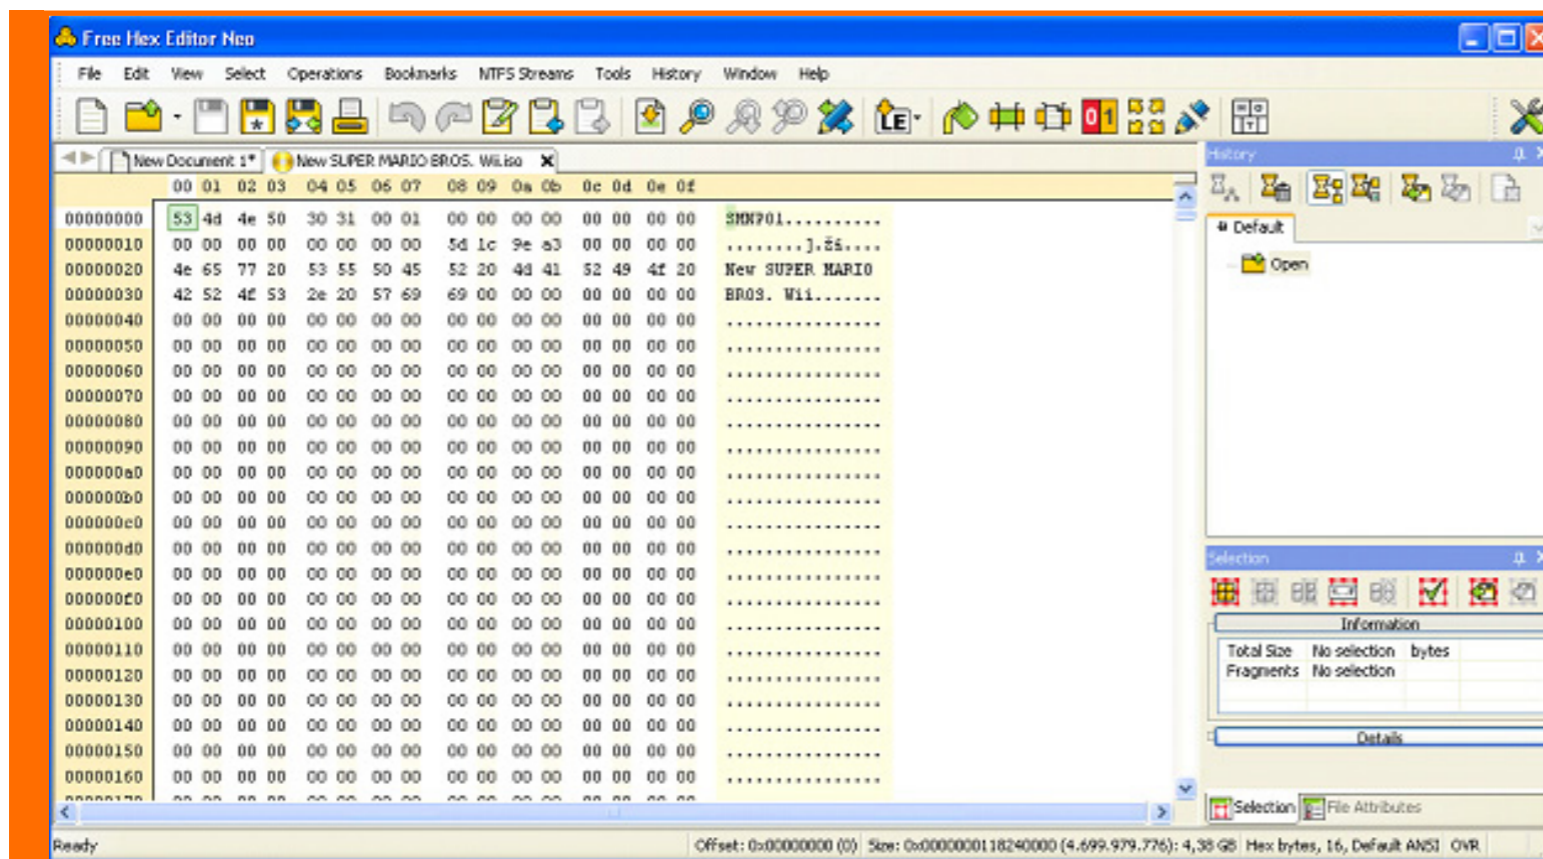 Free Hex Editor Neo
File Edit View Select Operations Bookmarks NTFS Streams Tools History Window Help
LE 01
New Document 1* New SUPER MARIO BROS. Wii.iso
History
00 01 02 03 04 05 06 07 08 09 0a 0b 0c 0d 0e 0f
00000000 53 4d 4e 50 30 31 00 01 00 00 00 00 00 00 00 00 SMNP01..........
00000010 00 00 00 00 00 00 00 00 5d 1c 9e a3 00 00 00 00 ........].ž£....
00000020 4e 65 77 20 53 55 50 45 52 20 4d 41 52 49 4f 20 New SUPER MARIO
00000030 42 52 4f 53 2e 20 57 69 69 00 00 00 00 00 00 00 BROS. Wii.......
00000040 00 00 00 00 00 00 00 00 00 00 00 00 00 00 00 00 ................
00000050 00 00 00 00 00 00 00 00 00 00 00 00 00 00 00 00 ................
00000060 00 00 00 00 00 00 00 00 00 00 00 00 00 00 00 00 ................
00000070 00 00 00 00 00 00 00 00 00 00 00 00 00 00 00 00 ................
00000080 00 00 00 00 00 00 00 00 00 00 00 00 00 00 00 00 ................
00000090 00 00 00 00 00 00 00 00 00 00 00 00 00 00 00 00 ................
000000a0 00 00 00 00 00 00 00 00 00 00 00 00 00 00 00 00 ................
000000b0 00 00 00 00 00 00 00 00 00 00 00 00 00 00 00 00 ................
000000c0 00 00 00 00 00 00 00 00 00 00 00 00 00 00 00 00 ................
000000d0 00 00 00 00 00 00 00 00 00 00 00 00 00 00 00 00 ................
000000e0 00 00 00 00 00 00 00 00 00 00 00 00 00 00 00 00 ................
000000f0 00 00 00 00 00 00 00 00 00 00 00 00 00 00 00 00 ................
00000100 00 00 00 00 00 00 00 00 00 00 00 00 00 00 00 00 ................
00000110 00 00 00 00 00 00 00 00 00 00 00 00 00 00 00 00 ................
00000120 00 00 00 00 00 00 00 00 00 00 00 00 00 00 00 00 ................
00000130 00 00 00 00 00 00 00 00 00 00 00 00 00 00 00 00 ................
00000140 00 00 00 00 00 00 00 00 00 00 00 00 00 00 00 00 ................
00000150 00 00 00 00 00 00 00 00 00 00 00 00 00 00 00 00 ................
00000160 00 00 00 00 00 00 00 00 00 00 00 00 00 00 00 00 ................
Default
Open
Selection
Information
Total Size No selection bytes
Fragments No selection
Details
Selection File Attributes
Ready Offset: 0x00000000 (0) Size: 0x0000000118240000 (4.699.979.776): 4,38 GB Hex bytes, 16, Default ANSI OVR